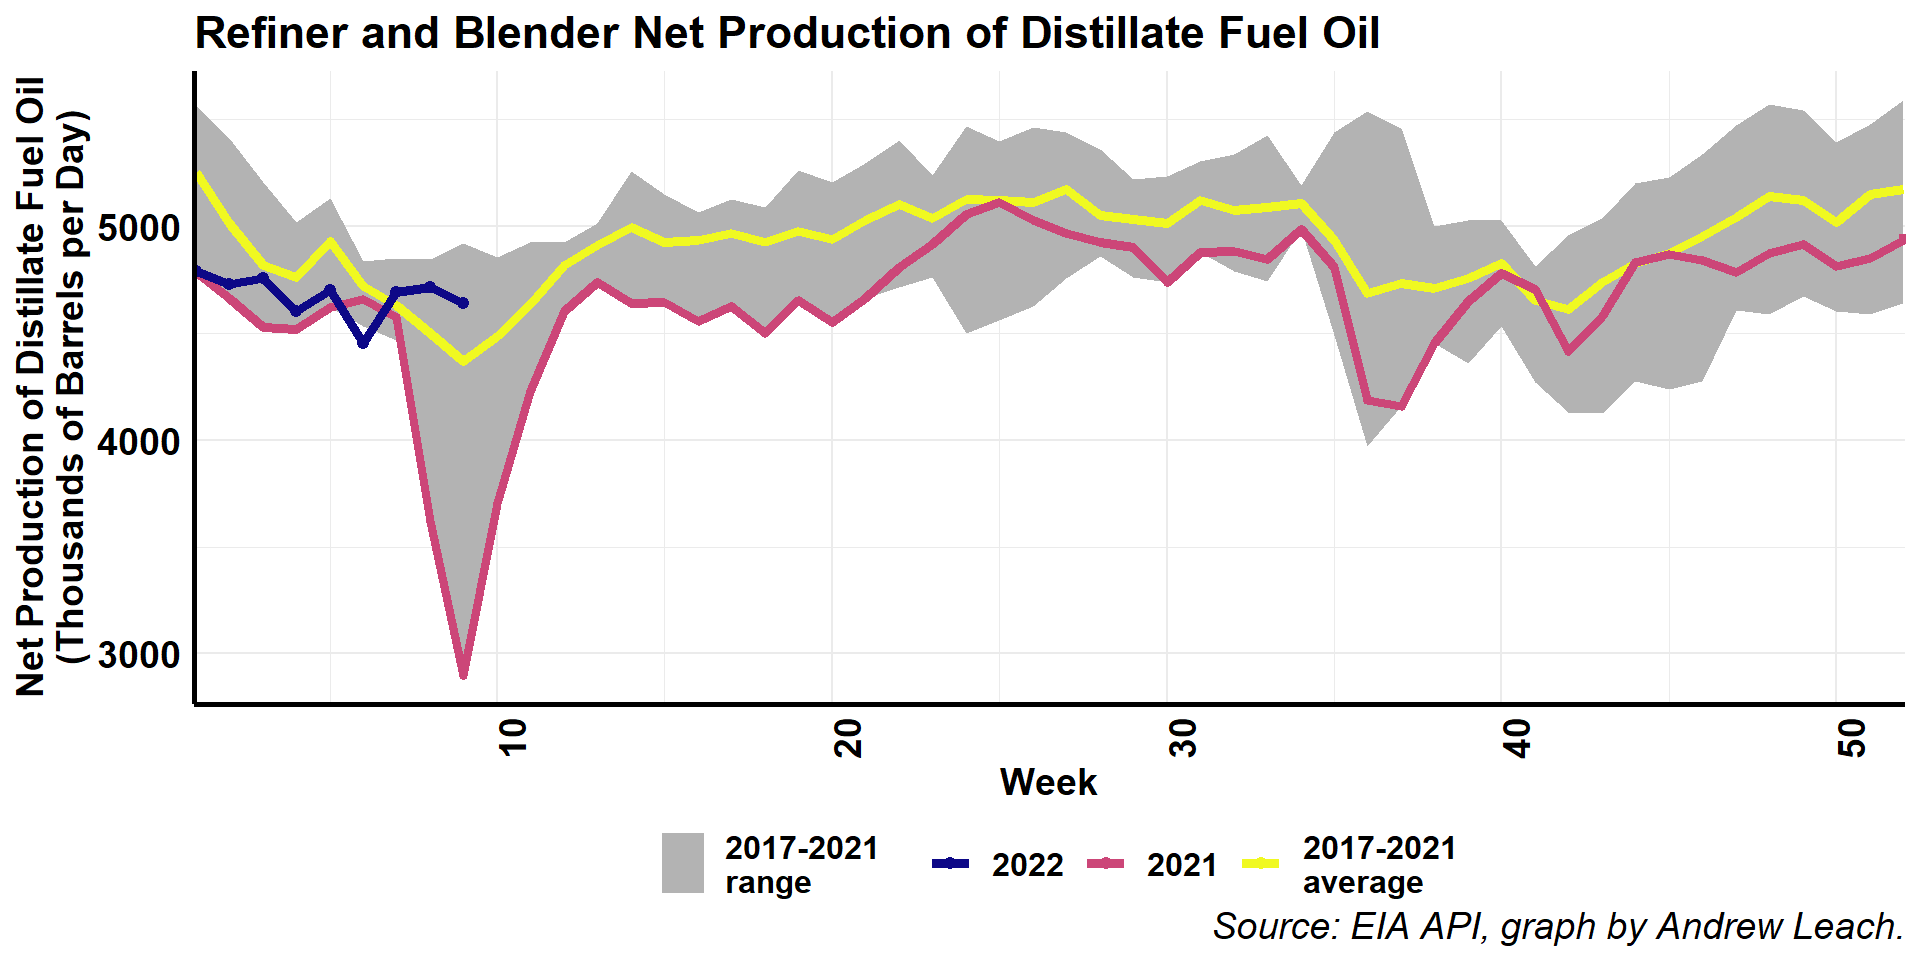 Refiner and Blender Net Production of Distillate Fuel Oil
Net Production of Distillate Fuel Oil
(Thousands of Barrels per Day)
5000
4000
3000
10
20
30
40
50
Week
2017-2021
range
2022
2021
2017-2021
average
Source: EIA API, graph by Andrew Leach.